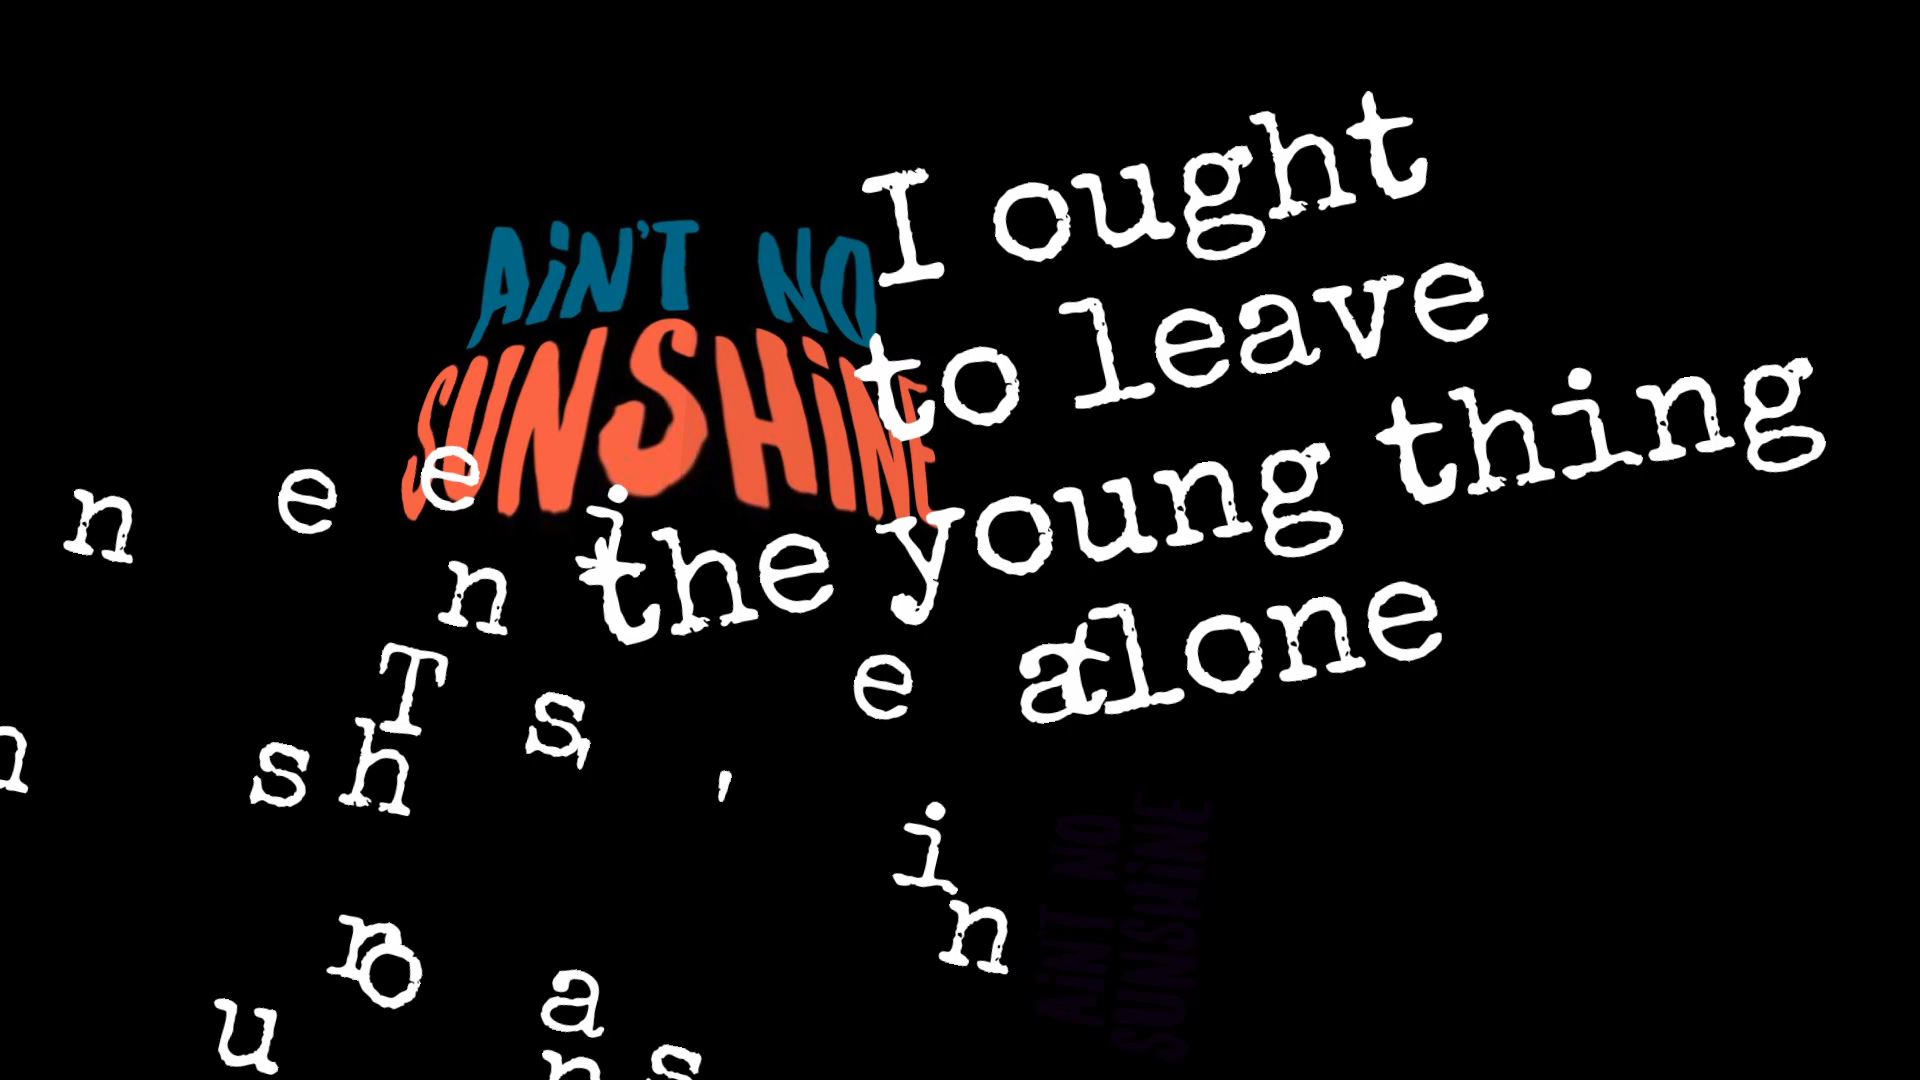 AiN'T NO
SUNSHiNE
I ought
to leave
the young thing
alone
n e e i
n
T s , e t
n s h '
i
n
r o a
u n s
AiN'T NO
SUNSHiNE